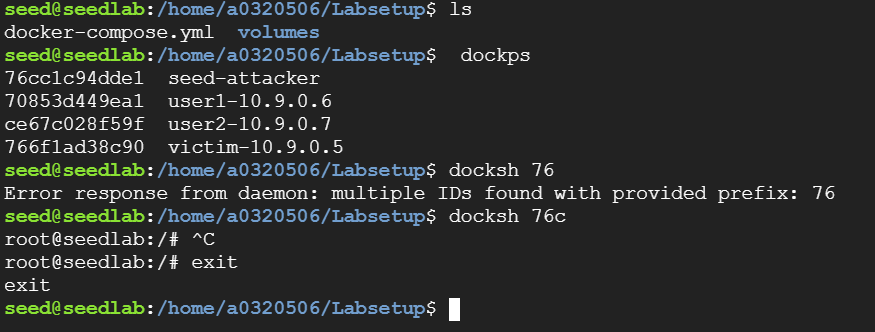 seed@seedlab:/home/a0320506/Labsetup$ ls
docker-compose.yml  volumes
seed@seedlab:/home/a0320506/Labsetup$  dockps
76cc1c94dde1  seed-attacker
70853d449ea1  user1-10.9.0.6
ce67c028f59f  user2-10.9.0.7
766f1ad38c90  victim-10.9.0.5
seed@seedlab:/home/a0320506/Labsetup$ docksh 76
Error response from daemon: multiple IDs found with provided prefix: 76
seed@seedlab:/home/a0320506/Labsetup$ docksh 76c
root@seedlab:/# ^C
root@seedlab:/# exit
exit
seed@seedlab:/home/a0320506/Labsetup$